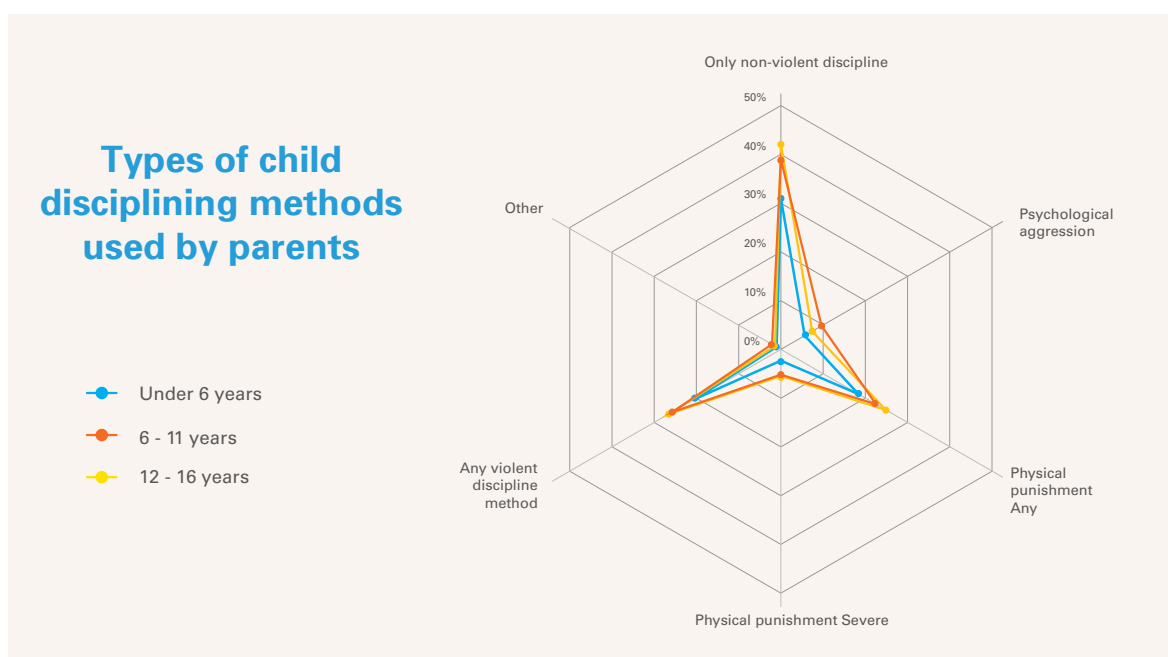 Types of child
disciplining methods
used by parents
Under 6 years
6 - 11 years
12 - 16 years
Only non-violent discipline
50%
40%
30%
20%
10%
0%
Other
Psychological
aggression
Any violent
discipline
method
Physical
punishment
Any
Physical punishment Severe